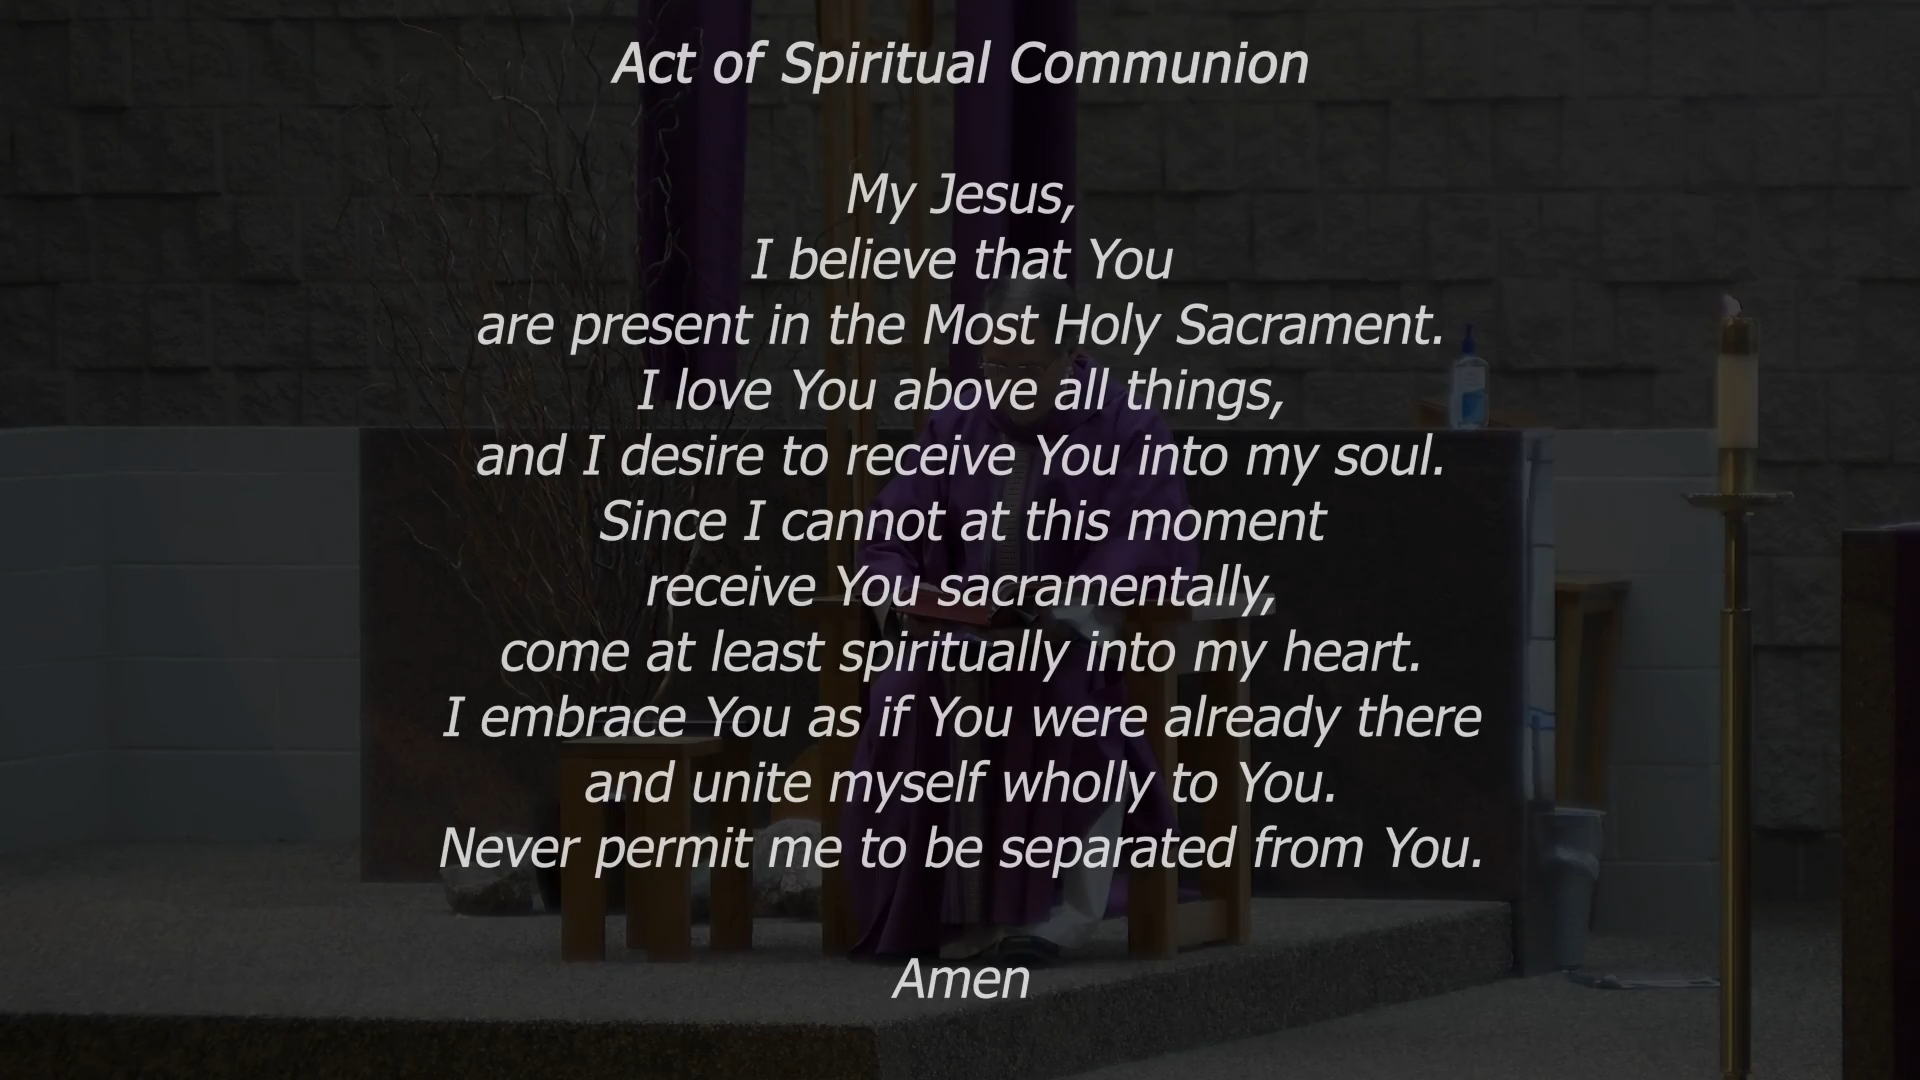 Act of Spiritual Communion
My Jesus,
I believe that You
are present in the Most Holy Sacrament.
I love You above all things,
and I desire to receive You into my soul.
Since I cannot at this moment
receive You sacramentally,
come at least spiritually into my heart.
I embrace You as if You were already there
and unite myself wholly to You.
Never permit me to be separated from You.
Amen